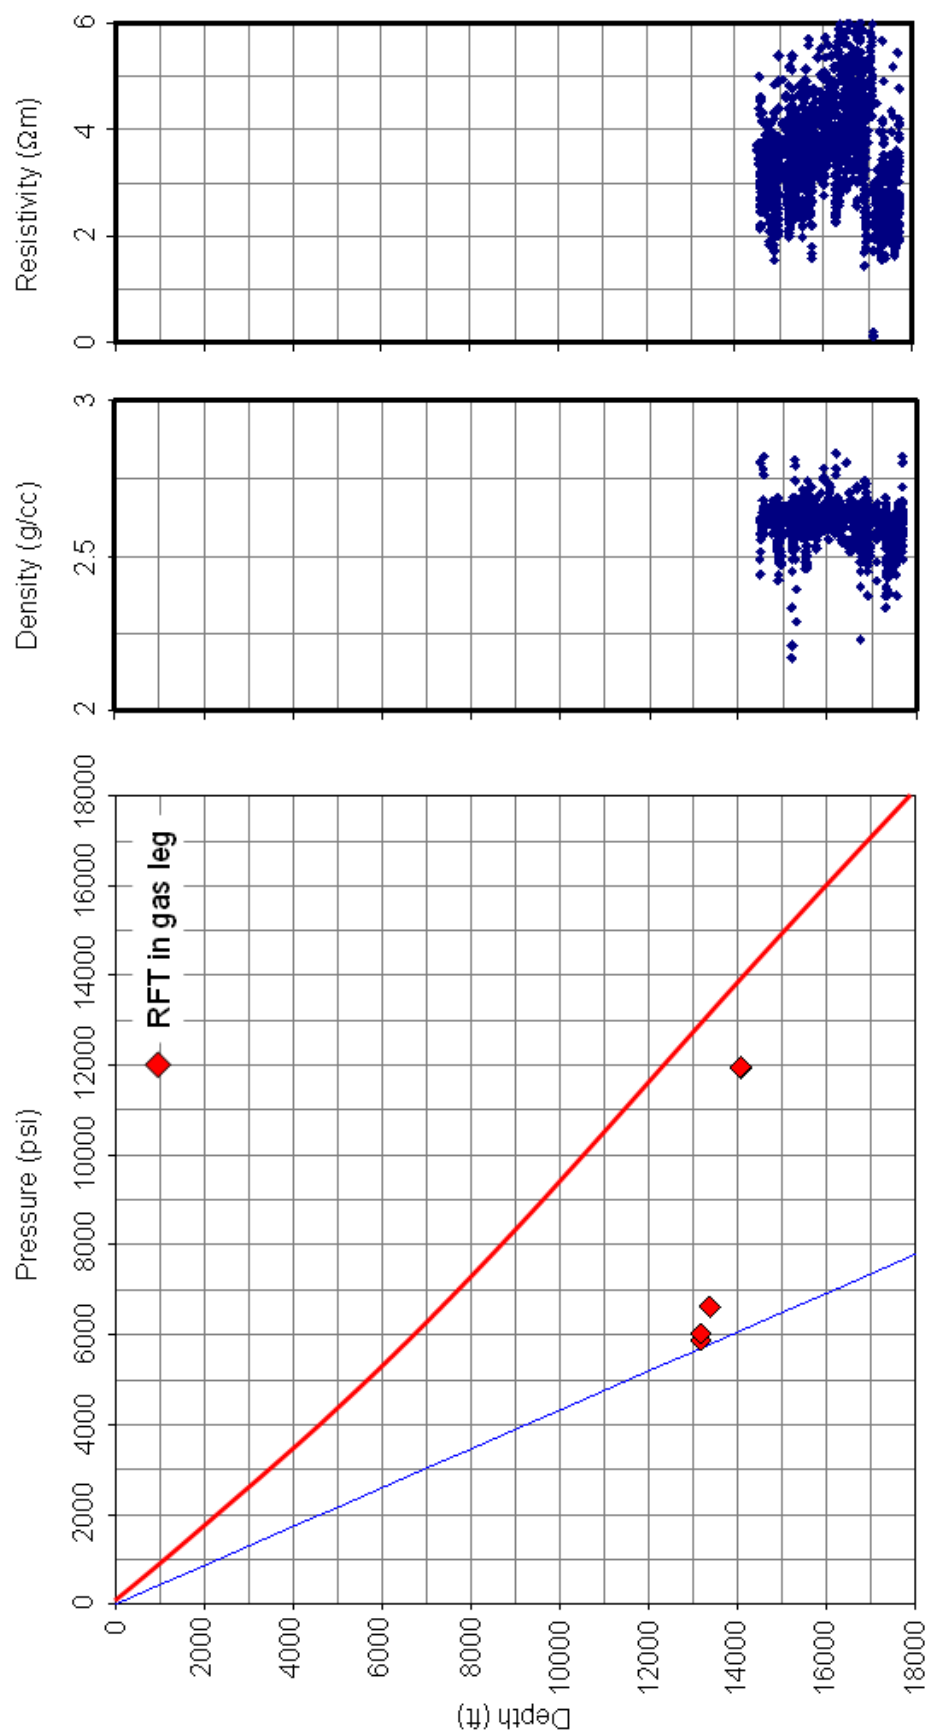 Pressure (psi)
0 2000 4000 6000 8000 10000 12000 14000 16000 18000
Depth (ft)
0
2000
4000
6000
8000
10000
12000
14000
16000
18000
RFT in gas leg
Density (g/cc)
2 2.5 3
Resistivity (Ωm)
0 2 4 6